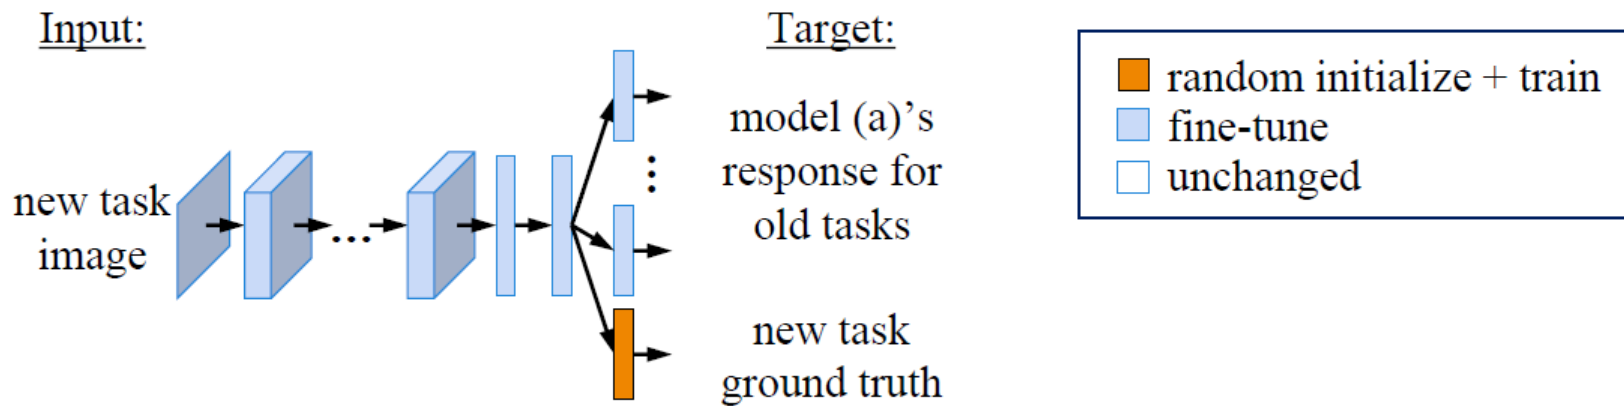 Input:
Target:
new task
image
...
model (a)'s
response for
old tasks
new task
ground truth
random initialize + train
fine-tune
unchanged